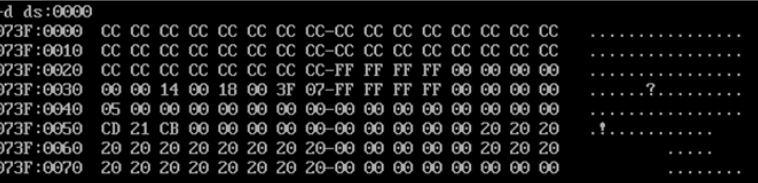 -d ds:0000
073F:0000  CC CC CC CC CC CC CC CC-CC CC CC CC CC CC CC CC   ................
073F:0010  CC CC CC CC CC CC CC CC-CC CC CC CC CC CC CC CC   ................
073F:0020  CC CC CC CC CC CC CC CC-FF FF FF FF 00 00 00 00   ................
073F:0030  00 00 14 00 18 00 3F 07-FF FF FF FF 00 00 00 00   ......?.........
073F:0040  05 00 00 00 00 00 00 00-00 00 00 00 00 00 00 00   ................
073F:0050  CD 21 CB 00 00 00 00 00-00 00 00 00 00 20 20 20   .!...........
073F:0060  20 20 20 20 20 20 20 20-00 00 00 00 00 20 20 20           .....
073F:0070  20 20 20 20 20 20 20 20-00 00 00 00 00 00 00 00           ........